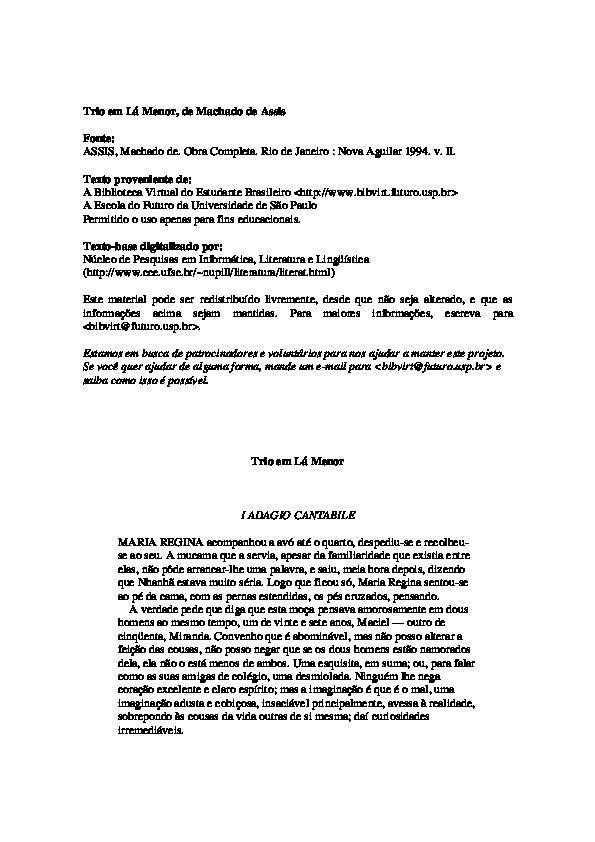 Trio em Lá Menor, de Machado de Assis
Fonte:
ASSIS, Machado de. Obra Completa. Rio de Janeiro : Nova Aguilar 1994. v. II.
Texto proveniente de:
A Biblioteca Virtual do Estudante Brasileiro <http://www.bibvirt.futuro.usp.br>
A Escola do Futuro da Universidade de São Paulo
Permitido o uso apenas para fins educacionais.
Texto-base digitalizado por:
Núcleo de Pesquisas em Informática, Literatura e Lingüística
(http://www.cce.ufsc.br/~nupill/literatura/literat.html)
Este material pode ser redistribuído livremente, desde que não seja alterado, e que as
informações acima sejam mantidas. Para maiores informações, escreva para
<bibvirt@futuro.usp.br>.
Estamos em busca de patrocinadores e voluntários para nos ajudar a manter este projeto.
Se você quer ajudar de alguma forma, mande um e-mail para <bibvirt@futuro.usp.br> e
saiba como isso é possível.
Trio em Lá Menor
I ADAGIO CANTABILE
MARIA REGINA acompanhou a avó até o quarto, despediu-se e recolheu-
se ao seu. A mucama que a servia, apesar da familiaridade que existia entre
elas, não pôde arrancar-lhe uma palavra, e saiu, meia hora depois, dizendo
que Nhanhã estava muito séria. Logo que ficou só, Maria Regina sentou-se
ao pé da cama, com as pernas estendidas, os pés cruzados, pensando.
A verdade pede que diga que esta moça pensava amorosamente em dous
homens ao mesmo tempo, um de vinte e sete anos, Maciel — outro de
cinqüenta, Miranda. Convenho que é abominável, mas não posso alterar a
feição das cousas, não posso negar que se os dous homens estão namorados
dela, ela não o está menos de ambos. Uma esquisita, em suma; ou, para falar
como as suas amigas de colégio, uma desmiolada. Ninguém lhe nega
coração excelente e claro espírito; mas a imaginação é que é o mal, uma
imaginação adusta e cobiçosa, insaciável principalmente, avessa à realidade,
sobrepondo às cousas da vida outras de si mesma; daí curiosidades
irremediáveis.